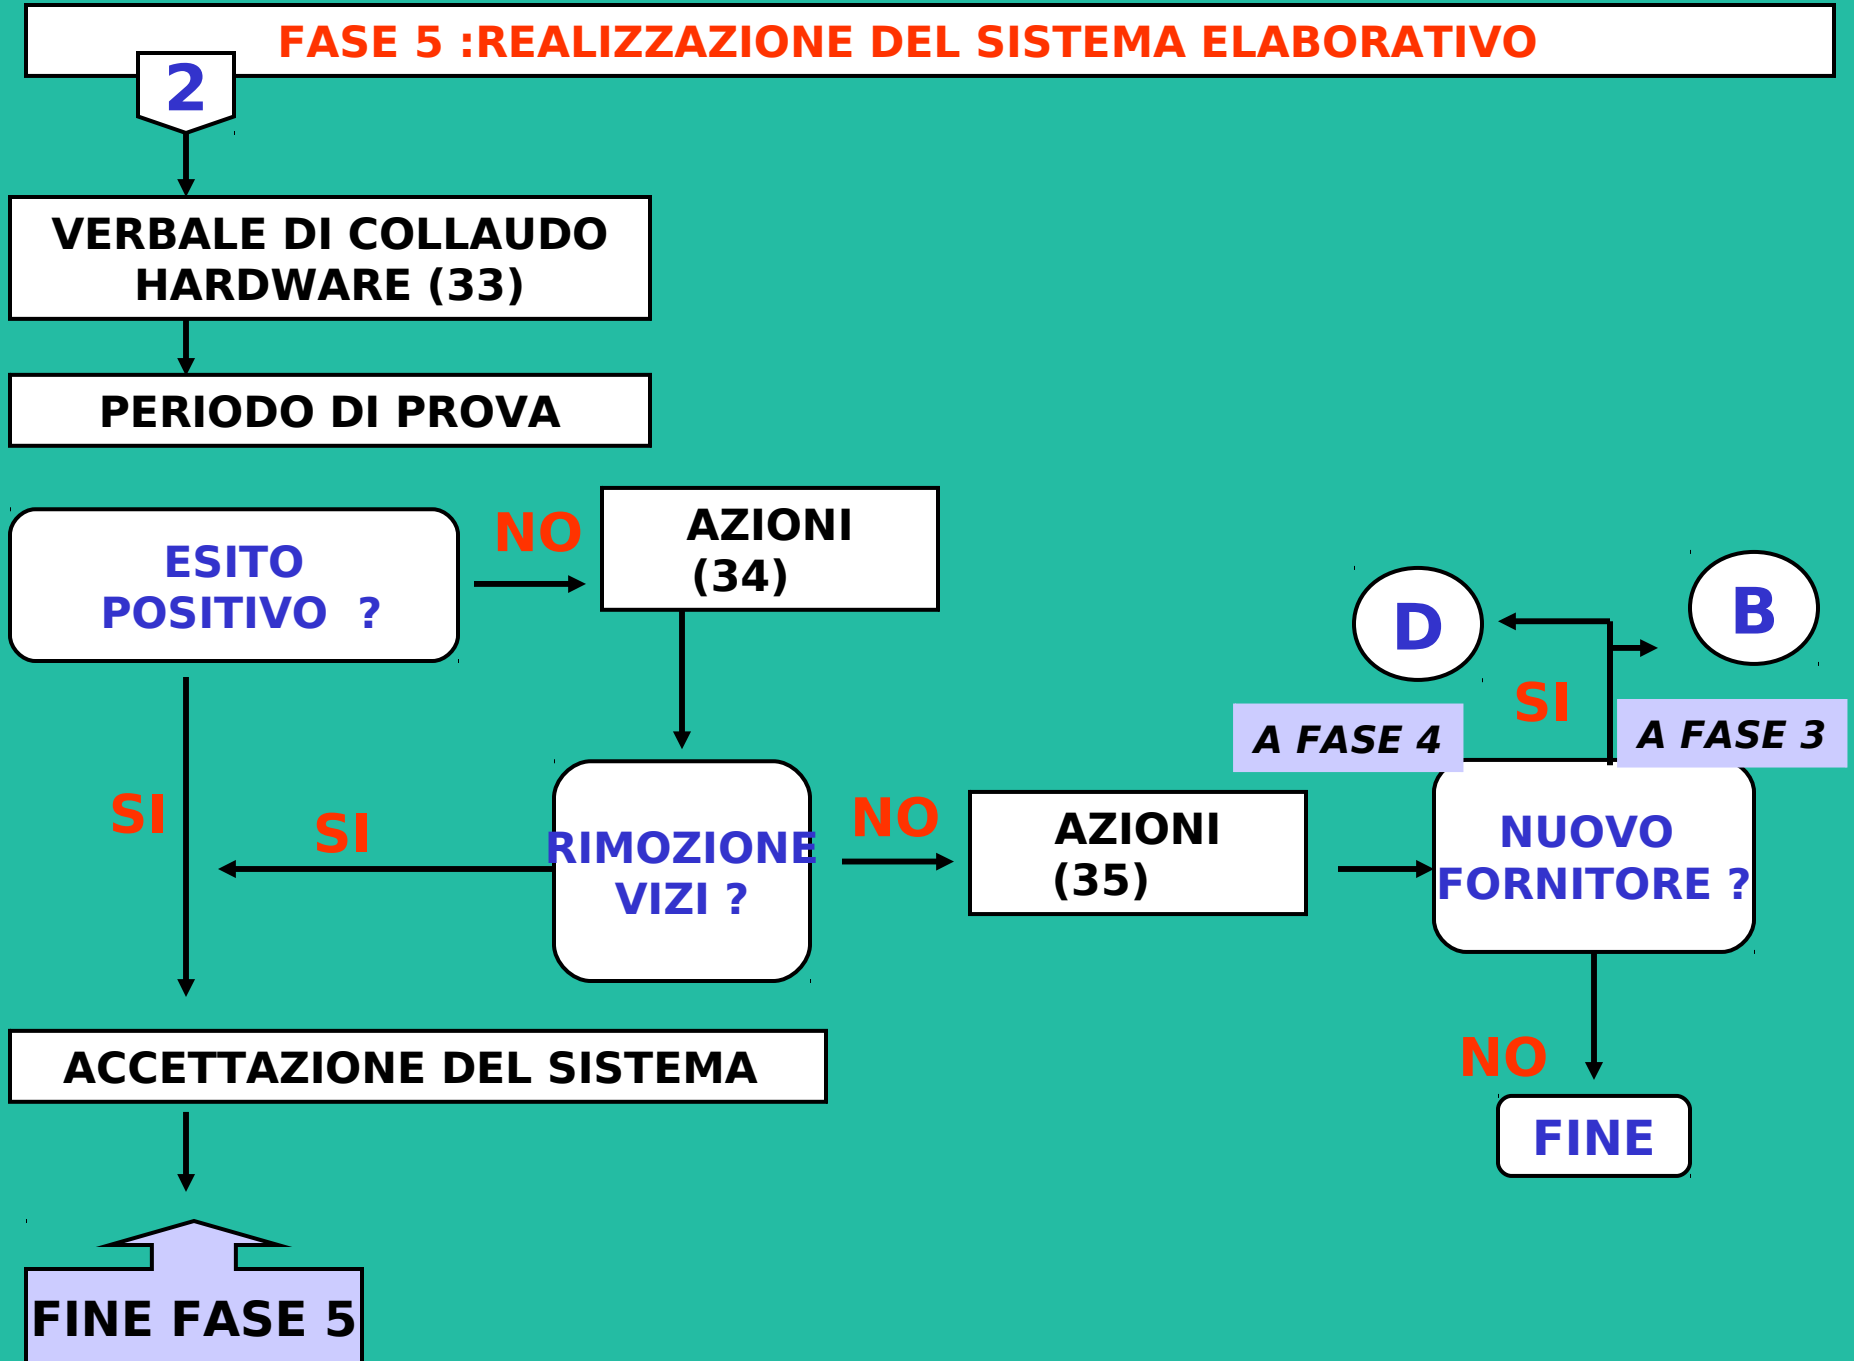 FASE 5 :REALIZZAZIONE DEL SISTEMA ELABORATIVO
2
VERBALE DI COLLAUDO
HARDWARE (33)
PERIODO DI PROVA
ESITO
POSITIVO ?
NO
AZIONI
(34)
D
B
SI
A FASE 4
A FASE 3
SI
SI
RIMOZIONE
VIZI ?
NO
AZIONI
(35)
NUOVO
FORNITORE ?
ACCETTAZIONE DEL SISTEMA
NO
FINE
FINE FASE 5